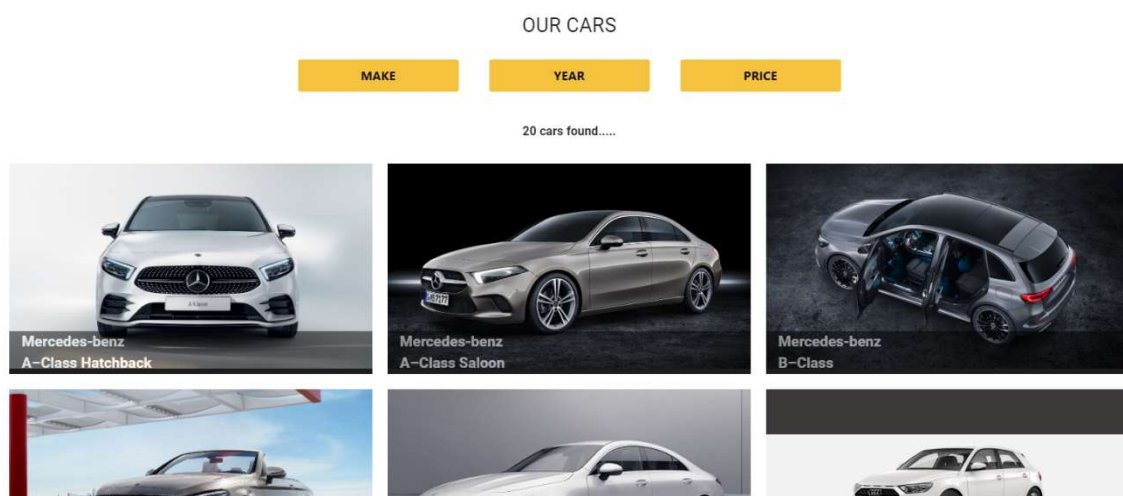 OUR CARS
MAKE
YEAR
PRICE
20 cars found.....
Mercedes-benz
A-Class Hatchback
Mercedes-benz
A-Class Saloon
Mercedes-benz
B-Class
A-Class